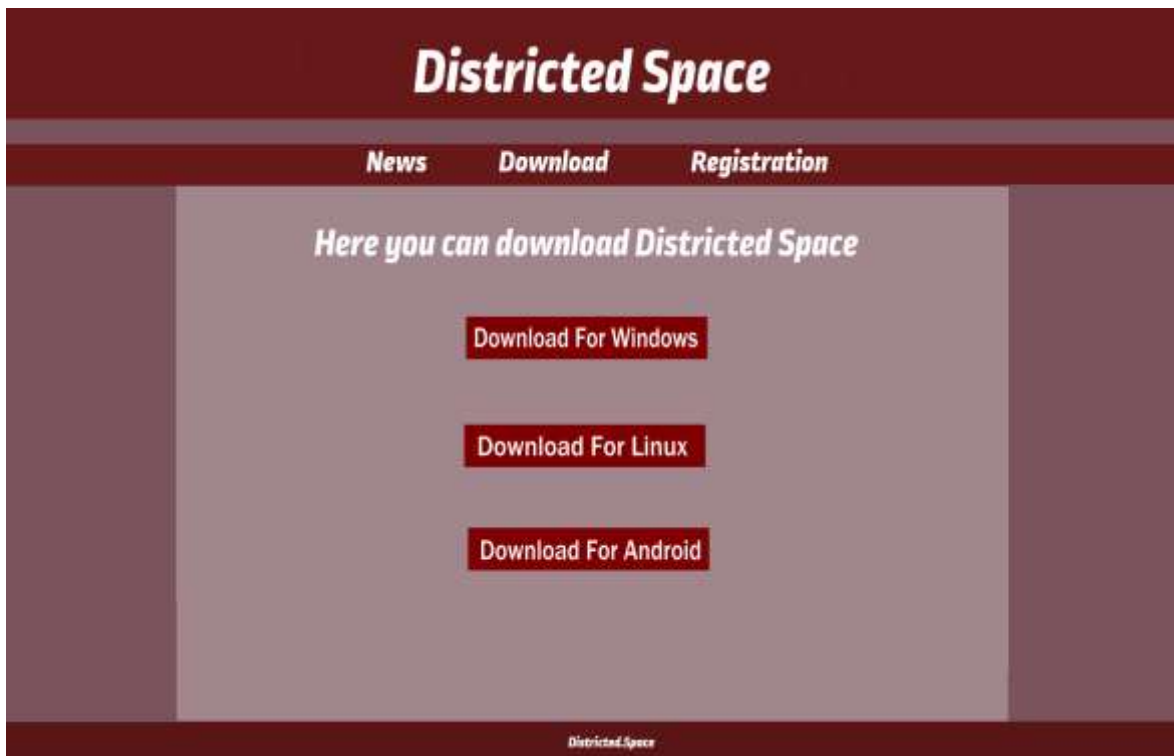 Districted Space
News Download Registration
Here you can download Districted Space
Download For Windows
Download For Linux
Download For Android
Districted.Space